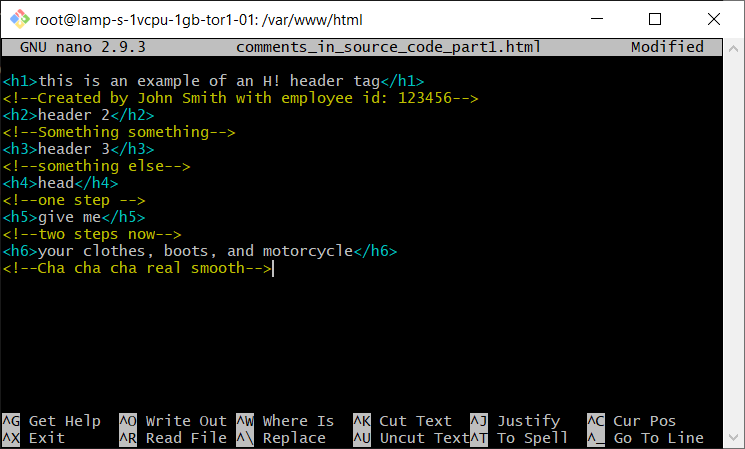 root@lamp-s-1vcpu-1gb-tor1-01: /var/www/html
GNU nano 2.9.3 comments_in_source_code_part1.html Modified
<h1>this is an example of an H! header tag</h1>
<!--Created by John Smith with employee id: 123456-->
<h2>header 2</h2>
<!--Something something-->
<h3>header 3</h3>
<!--something else-->
<h4>head</h4>
<!--one step -->
<h5>give me</h5>
<!--two steps now-->
<h6>your clothes, boots, and motorcycle</h6>
<!--Cha cha cha real smooth-->
^G Get Help ^O Write Out ^W Where Is ^K Cut Text ^J Justify ^C Cur Pos
^X Exit ^R Read File ^\ Replace ^U Uncut Text ^T To Spell ^_ Go To Line